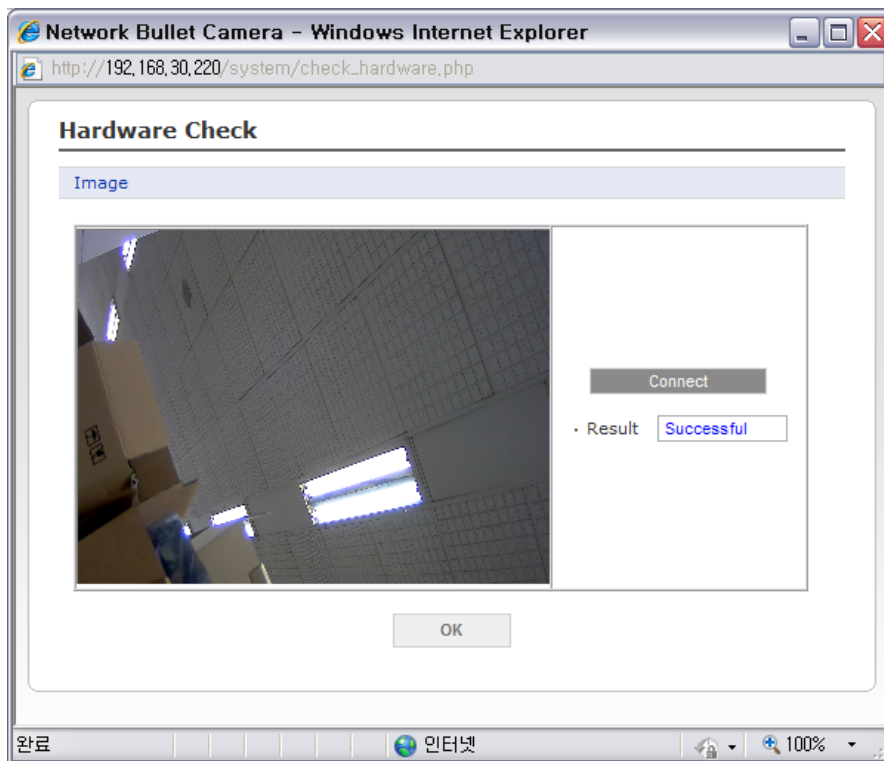 Network Bullet Camera - Windows Internet Explorer
http://192,168,30,220/system/check_hardware,php
Hardware Check
Image
Connect
· Result Successful
OK
완료 인터넷 100%